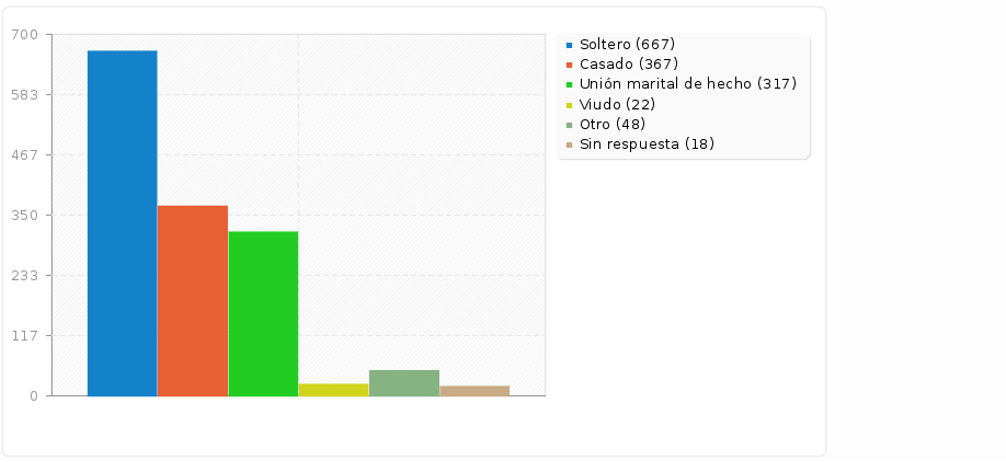 700
583
467
350
233
117
0
Soltero (667)
Casado (367)
Unión marital de hecho (317)
Viudo (22)
Otro (48)
Sin respuesta (18)